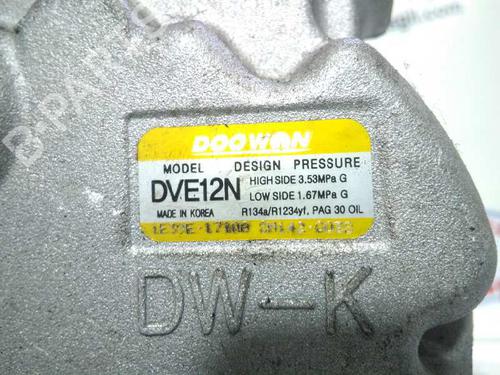 DOOWON
MODEL DESIGN PRESSURE
DVE12N HIGH SIDE 3.53MPa G
LOW SIDE 1.67MPa G
MADE IN KOREA R134a/R1234yf, PAG 30 OIL
DW-K
B-PARTS